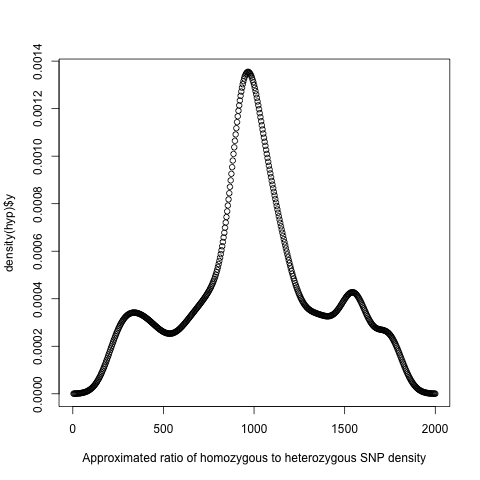 density(hyp)$y
0.0014
0.0012
0.0010
0.0008
0.0006
0.0004
0.0002
0.0000
0 500 1000 1500 2000
Approximated ratio of homozygous to heterozygous SNP density